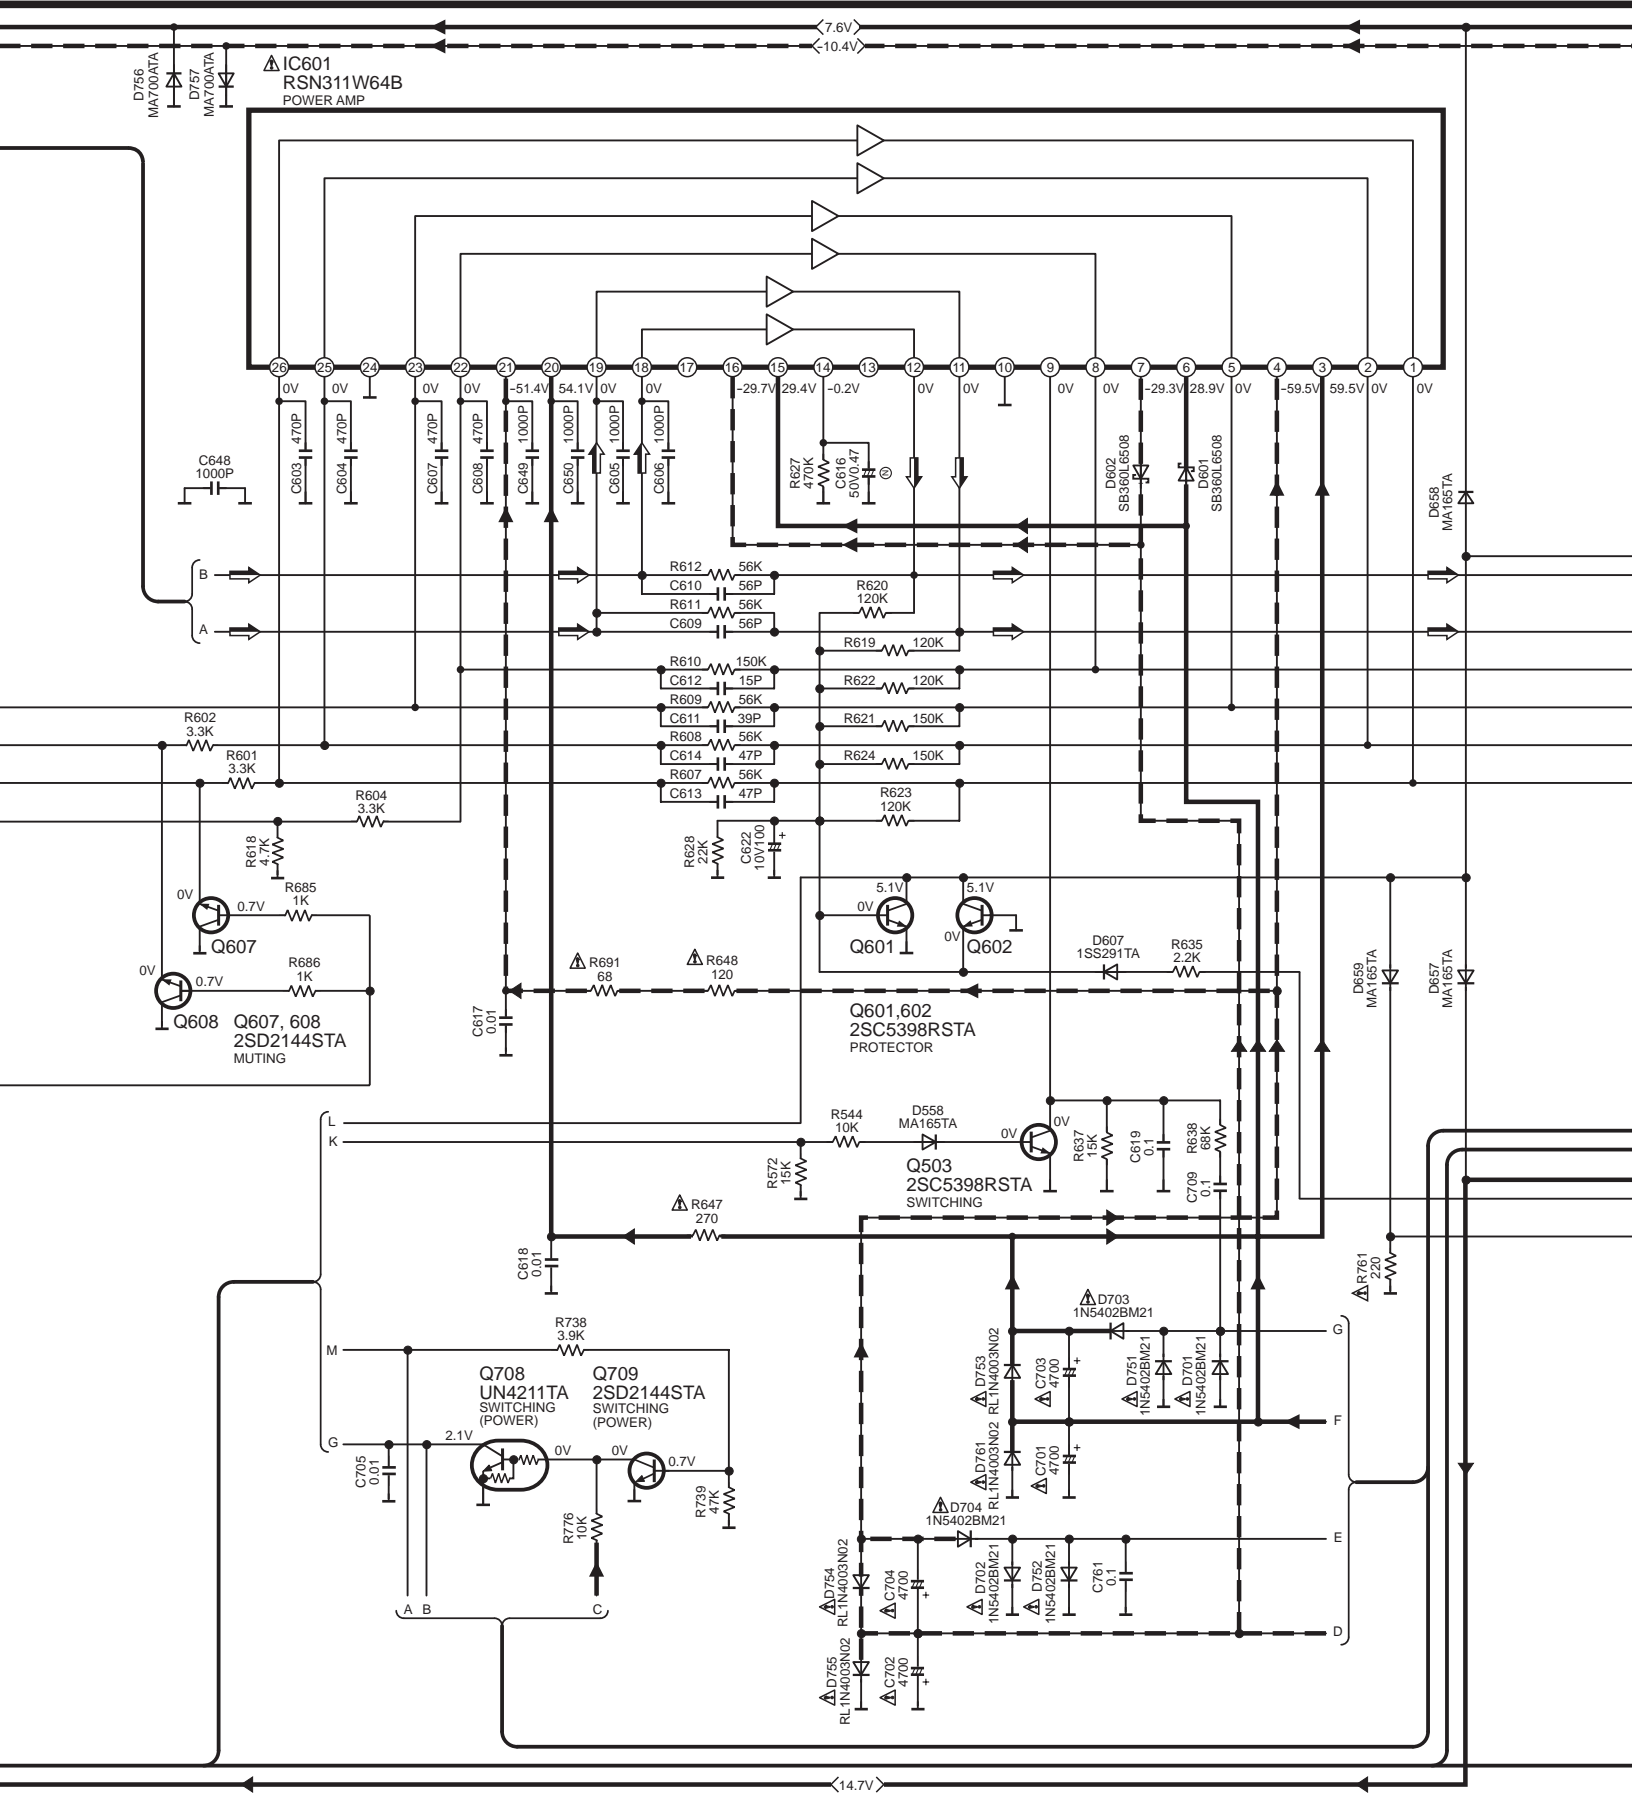 7.6V
-10.4V
D756
MA700ATA
D757
MA700ATA
IC601
RSN311W64B
POWER AMP
26 25 24 23 22 21 20 19 18 17 16 15 14 13 12 11 10 9 8 7 6 5 4 3 2 1
0V 0V 0V 0V -51.4V 54.1V 0V 0V -29.7V 29.4V -0.2V 0V 0V 0V 0V -29.3V 28.9V 0V -59.5V 59.5V 0V 0V
C603 470P
C604 470P
C607 470P
C608 470P
C649 1000P
C650 1000P
C605 1000P
C606 1000P
R627
470K
C616
50V0.47
N
D602
SB360L6508
D601
SB360L6508
D658
MA165TA
C648
1000P
B
A
R612 56K
C610 56P
R611 56K
C609 56P
R620
120K
R619 120K
R610 150K
C612 15P
R622 120K
R609 56K
C611 39P
R621 150K
R608 56K
C614 47P
R624 150K
R607 56K
C613 47P
R623
120K
R602
3.3K
R601
3.3K
R604
3.3K
R618
4.7K
R628
22K
C622
10V100
+
0V
0.7V
R685
1K
Q607
0V
0.7V
R686
1K
Q608
Q607, 608
2SD2144STA
MUTING
5.1V
5.1V
0V
0V
Q601
Q602
D607
1SS291TA
R635
2.2K
D659
MA165TA
D657
MA165TA
R691
68
R648
120
C617
0.01
Q601,602
2SC5398RSTA
PROTECTOR
L
K
R544
10K
D558
MA165TA
R572
15K
0V
0V
Q503
2SC5398RSTA
SWITCHING
R637
15K
C619
0.1
R638
68K
C709
0.1
R647
270
C618
0.01
R761
220
D703
1N5402BM21
G
D753
RL1N4003N02
C703
4700
+
D751
1N5402BM21
D701
1N5402BM21
F
M
R738
3.9K
Q708
UN4211TA
SWITCHING
(POWER)
Q709
2SD2144STA
SWITCHING
(POWER)
G
2.1V
0V
0V
0.7V
C705
0.01
R776
10K
R739
47K
D761
RL1N4003N02
C701
4700
+
D704
1N5402BM21
E
D754
RL1N4003N02
C704
4700
+
D702
1N5402BM21
D752
1N5402BM21
C761
0.1
A B
C
D
D755
RL1N4003N02
C702
4700
+
14.7V